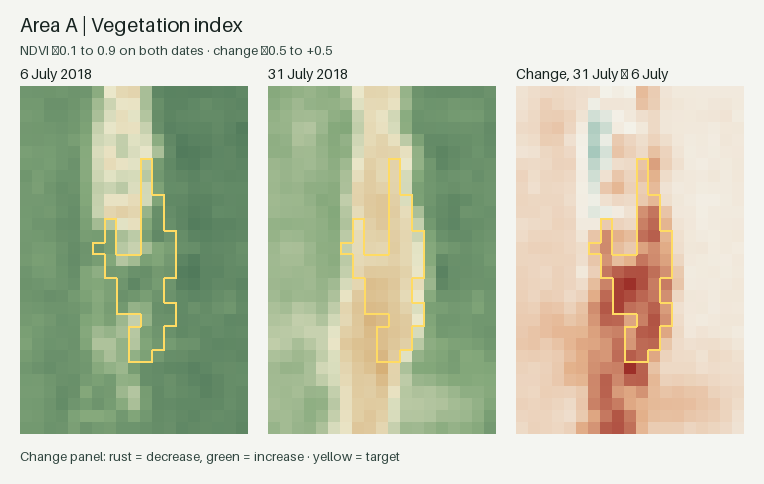 Area A | Vegetation index
NDVI ▯0.1 to 0.9 on both dates · change ▯0.5 to +0.5
6 July 2018
31 July 2018
Change, 31 July ▯ 6 July
Change panel: rust = decrease, green = increase · yellow = target